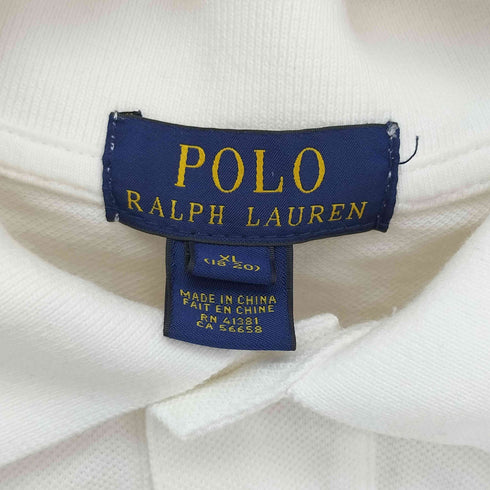 POLO
RALPH LAUREN
XL
(18-20)
MADE IN CHINA
FAIT EN CHINE
RN 41381
CA 56658